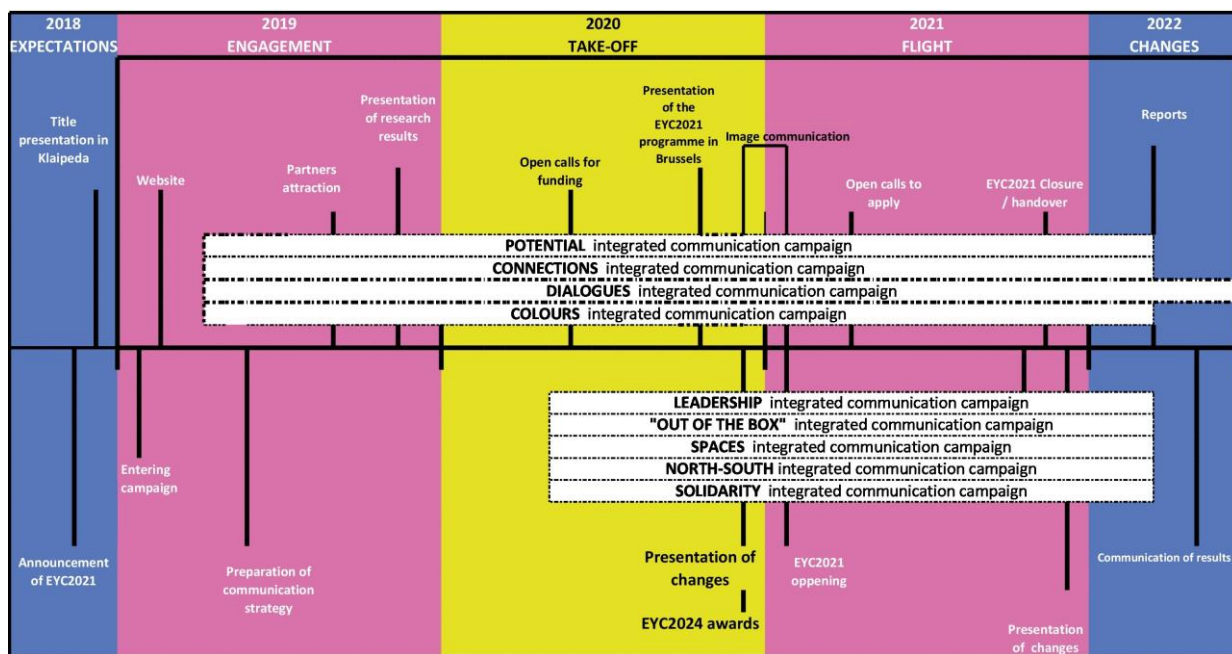 2018
EXPECTATIONS
2019
ENGAGEMENT
2020
TAKE-OFF
2021
FLIGHT
2022
CHANGES
Title
presentation in
Klaipeda
Website
Partners
attraction
Presentation
of research
results
Open calls for
funding
Presentation
of the
EYC2021
programme in
Brussels
Image communication
Open calls to
apply
EYC2021 Closure
/ handover
Reports
POTENTIAL integrated communication campaign
CONNECTIONS integrated communication campaign
DIALOGUES integrated communication campaign
COLOURS integrated communication campaign
LEADERSHIP integrated communication campaign
"OUT OF THE BOX" integrated communication campaign
SPACES integrated communication campaign
NORTH-SOUTH integrated communication campaign
SOLIDARITY integrated communication campaign
Entering
campaign
Announcement
of EYC2021
Preparation of
communication
strategy
Presentation of
changes
EYC2024 awards
EYC2021
oppening
Communication of results
Presentation
of changes